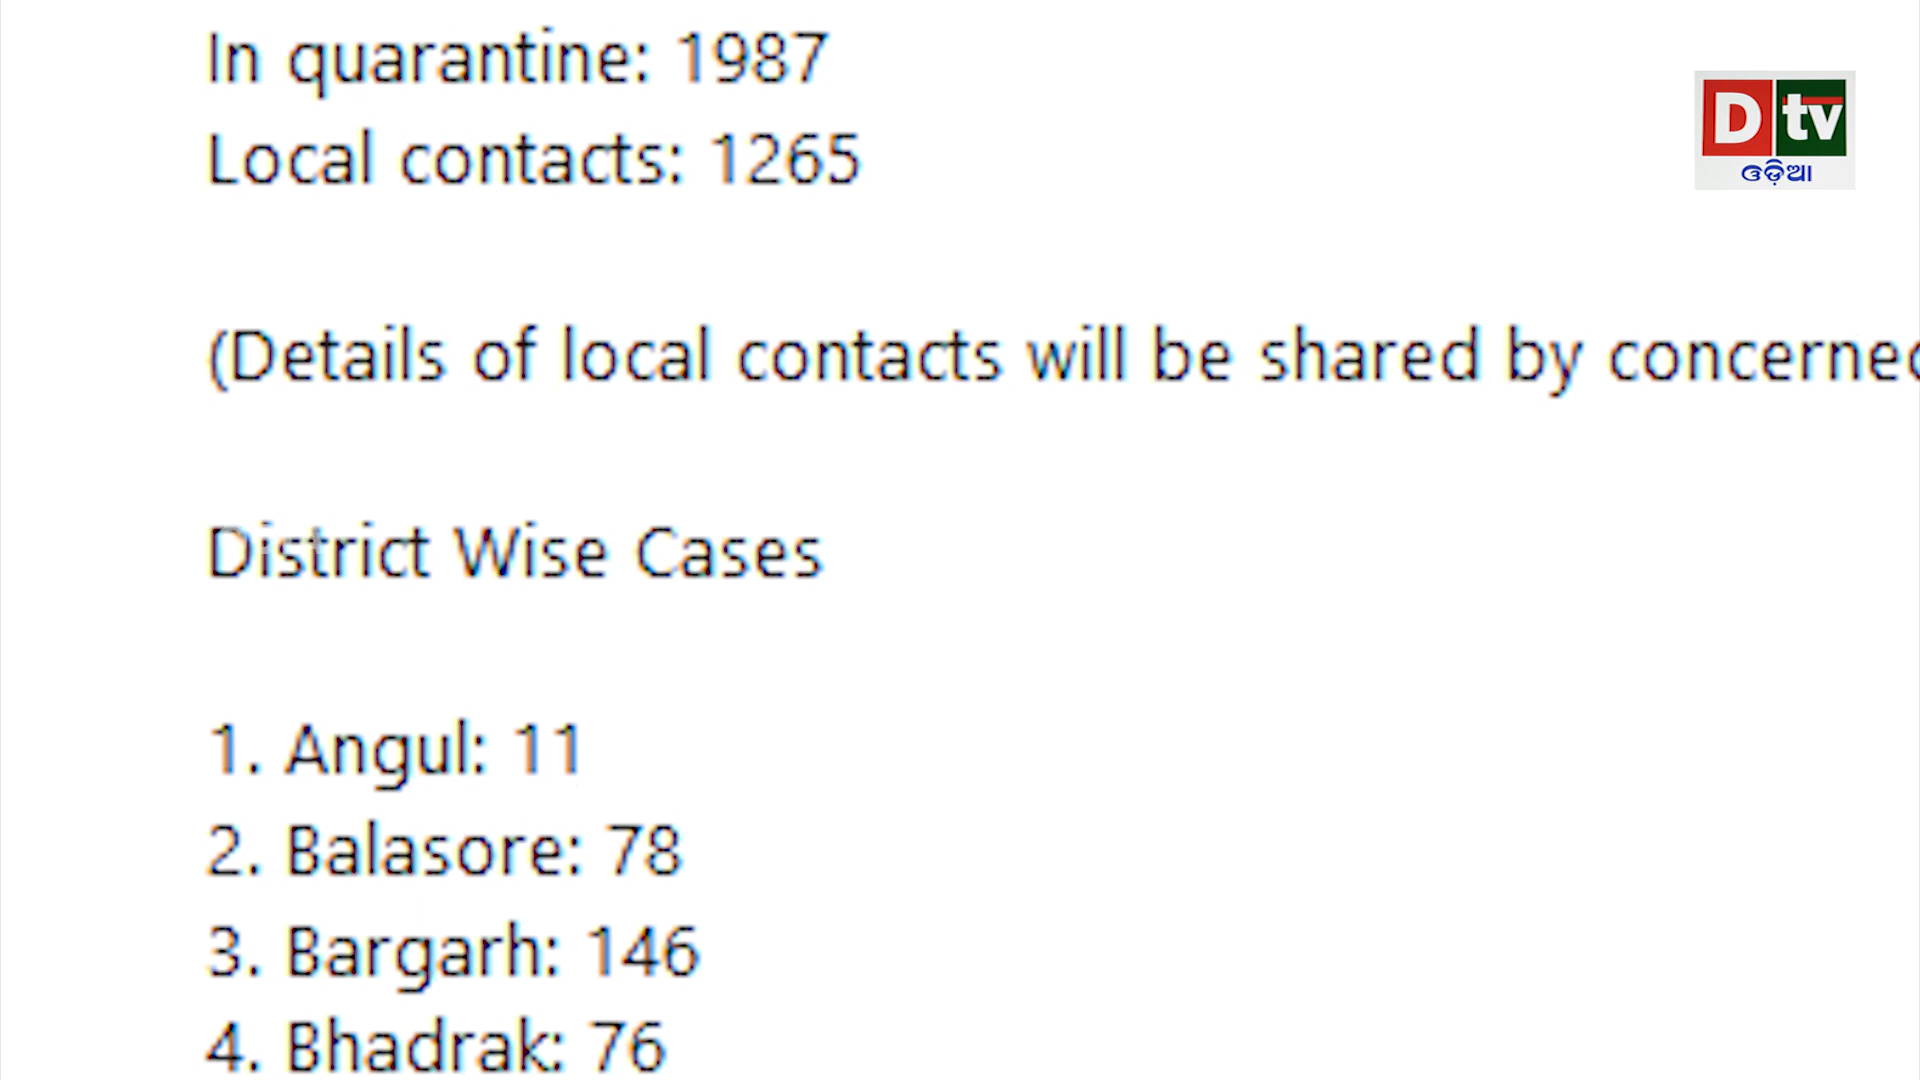 In quarantine: 1987
Local contacts: 1265
D tv
ଓଡ଼ିଆ
(Details of local contacts will be shared by concerned
District Wise Cases
1. Angul: 11
2. Balasore: 78
3. Bargarh: 146
4. Bhadrak: 76